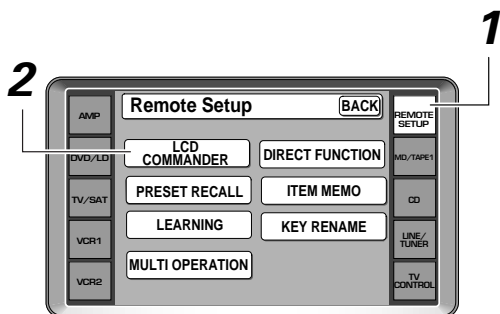 1
2
Remote Setup
BACK
AMP
DVD/LD
TV/SAT
VCR1
VCR2
LCD
COMMANDER
DIRECT FUNCTION
PRESET RECALL
ITEM MEMO
LEARNING
KEY RENAME
MULTI OPERATION
REMOTE
SETUP
MD/TAPE1
CD
LINE/
TUNER
TV
CONTROL